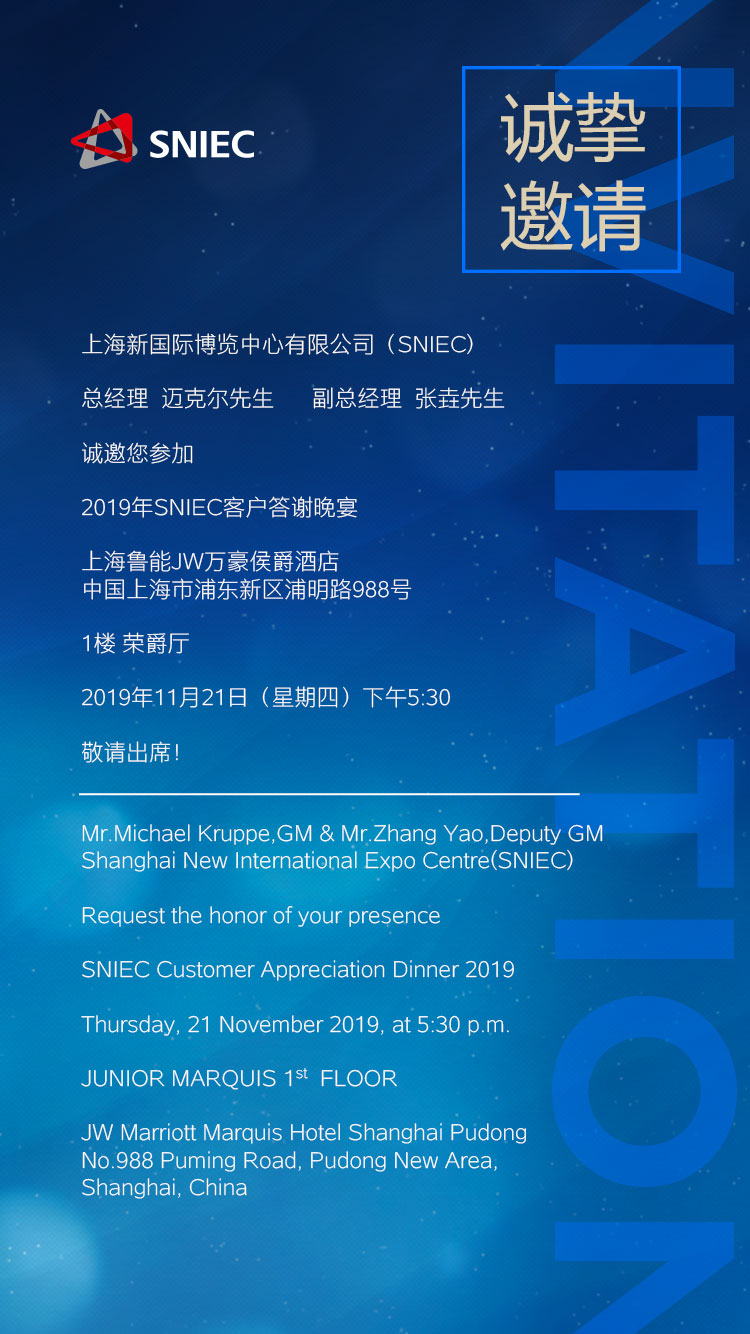 SNIEC
诚挚
邀请
上海新国际博览中心有限公司（SNIEC）
总经理 迈克尔先生 副总经理 张垚先生
诚邀您参加
2019年SNIEC客户答谢晚宴
上海鲁能JW万豪侯爵酒店
中国上海市浦东新区浦明路988号
1楼 荣爵厅
2019年11月21日（星期四）下午5:30
敬请出席!
Mr.Michael Kruppe,GM & Mr.Zhang Yao,Deputy GM
Shanghai New International Expo Centre(SNIEC)
Request the honor of your presence
SNIEC Customer Appreciation Dinner 2019
Thursday, 21 November 2019, at 5:30 p.m.
JUNIOR MARQUIS 1st FLOOR
JW Marriott Marquis Hotel Shanghai Pudong
No.988 Puming Road, Pudong New Area,
Shanghai, China
NVITATION